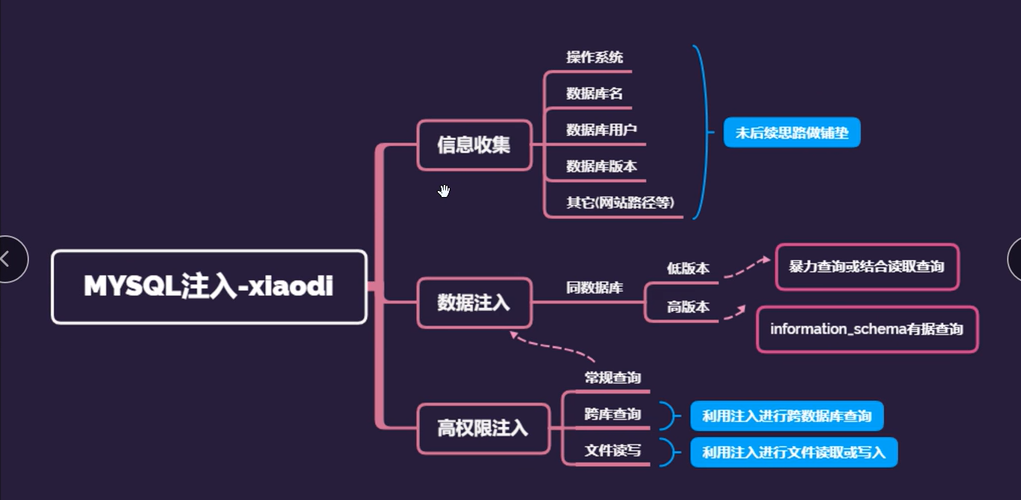 MYSQL注入-xiaodi
信息收集
操作系统
数据库名
数据库用户
数据库版本
其它(网站路径等)
未后续思路做铺垫
数据注入
同数据库
低版本
暴力查询或结合读取查询
高版本
information_schema有据查询
高权限注入
常规查询
跨库查询
利用注入进行跨数据库查询
文件读写
利用注入进行文件读取或写入